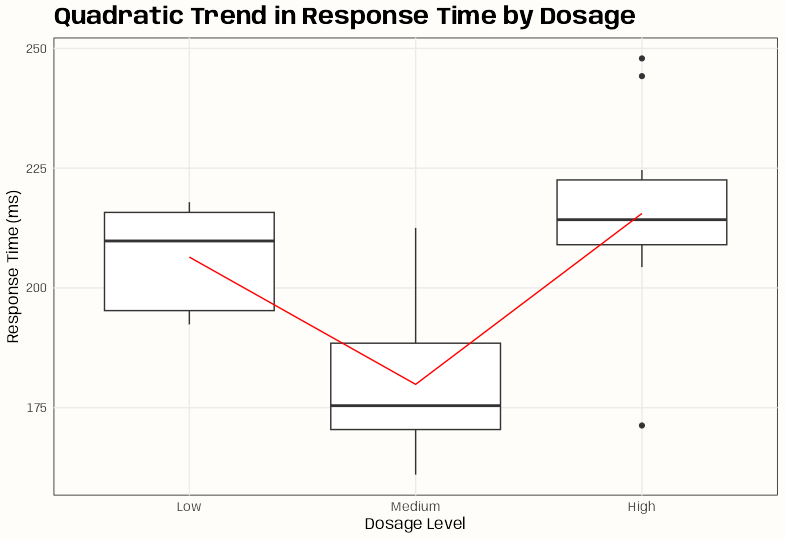 Quadratic Trend in Response Time by Dosage
Response Time (ms)
250
225
200
175
Low Medium High
Dosage Level